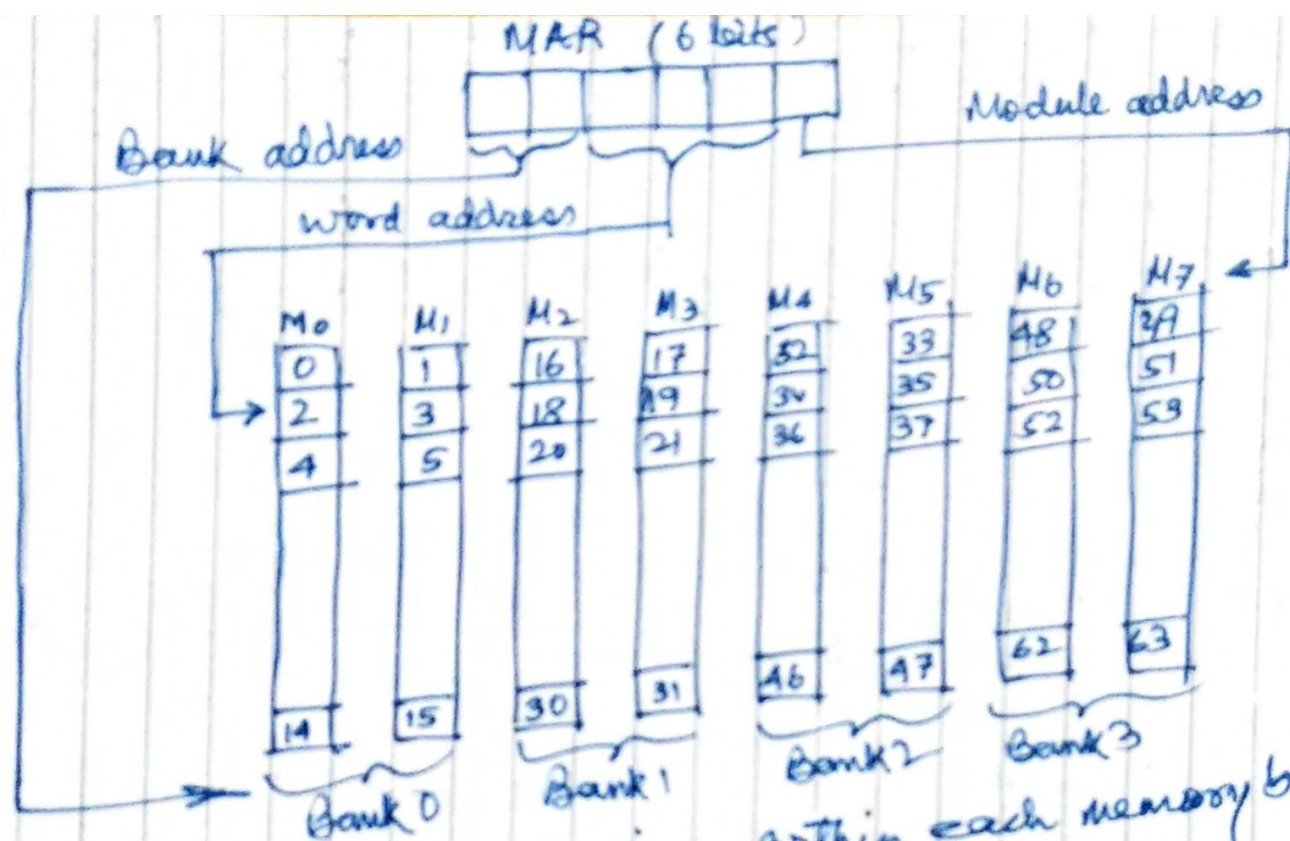 MAR (6 bits)
Module address
Bank address
word address
M0 M1 M2 M3 M4 M5 M6 M7
0 1 16 17 32 33 48 49
2 3 18 19 34 35 50 51
4 5 20 21 36 37 52 53
14 15 30 31 46 47 62 63
Bank 0 Bank 1 Bank 2 Bank 3
each memory b